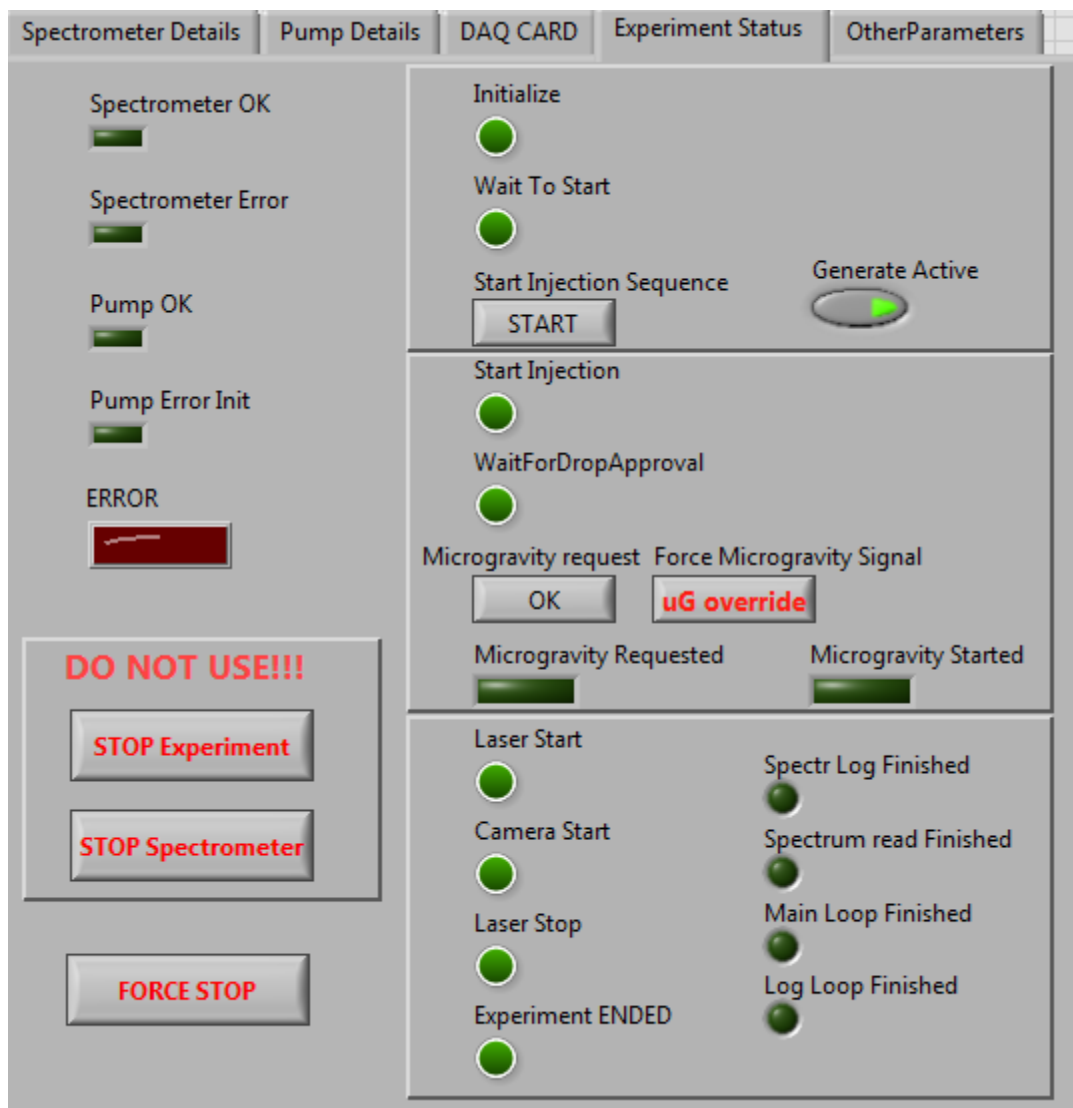 Spectrometer Details
Pump Details
DAQ CARD
Experiment Status
OtherParameters
Spectrometer OK
Spectrometer Error
Pump OK
Pump Error Init
ERROR
DO NOT USE!!!
STOP Experiment
STOP Spectrometer
FORCE STOP
Initialize
Wait To Start
Start Injection Sequence
START
Generate Active
Start Injection
WaitForDropApproval
Microgravity request
OK
Force Microgravity Signal
uG override
Microgravity Requested
Microgravity Started
Laser Start
Camera Start
Laser Stop
Experiment ENDED
Spectr Log Finished
Spectrum read Finished
Main Loop Finished
Log Loop Finished